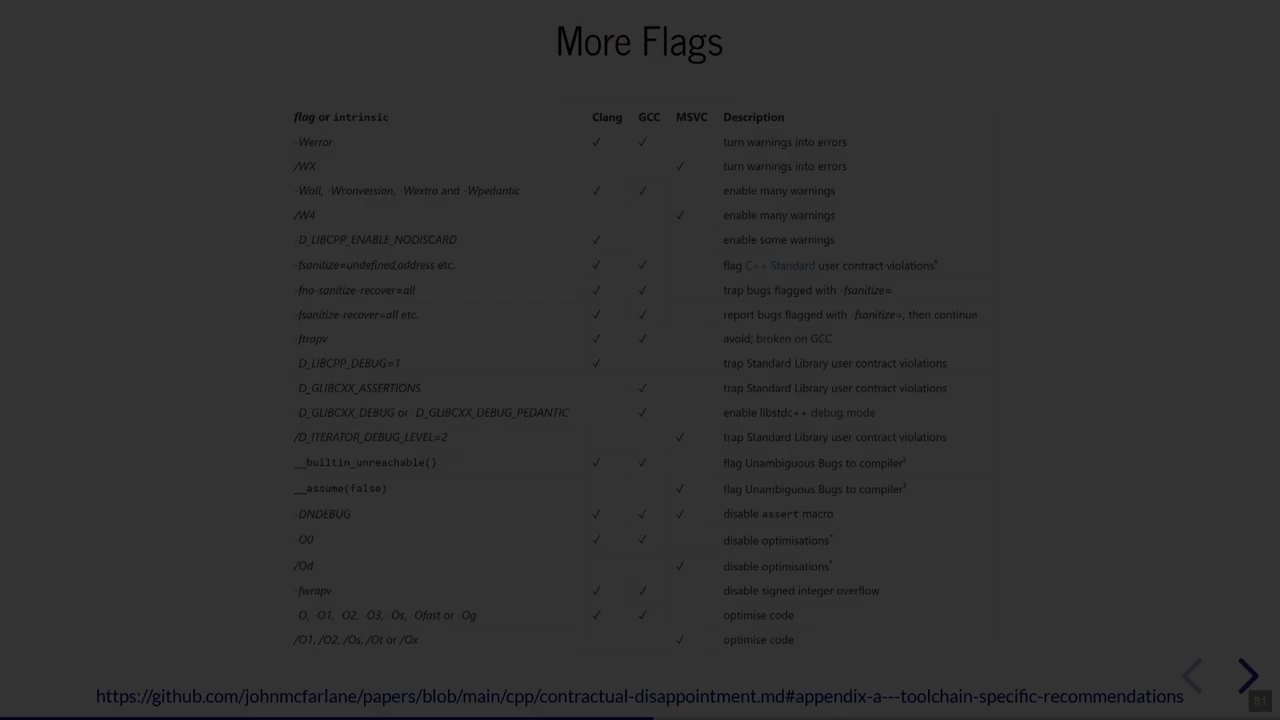 More Flags
flag or intrinsic Clang GCC MSVC Description
-Werror ✓ ✓ turn warnings into errors
/WX ✓ turn warnings into errors
-Wall, -Wconversion, -Wextra and -Wpedantic ✓ ✓ enable many warnings
/W4 ✓ enable many warnings
-D_LIBCPP_ENABLE_NODISCARD ✓ enable some warnings
-fsanitize=undefined,address etc. ✓ ✓ flag C++ Standard user contract violations†
-fno-sanitize-recover=all ✓ ✓ trap bugs flagged with -fsanitize=
-fsanitize-recover=all etc. ✓ ✓ report bugs flagged with -fsanitize=, then continue
-ftrapv ✓ ✓ avoid; broken on GCC
-D_LIBCPP_DEBUG=1 ✓ trap Standard Library user contract violations
-D_GLIBCXX_ASSERTIONS ✓ trap Standard Library user contract violations
-D_GLIBCXX_DEBUG or -D_GLIBCXX_DEBUG_PEDANTIC ✓ enable libstdc++ debug mode
/D_ITERATOR_DEBUG_LEVEL=2 ✓ trap Standard Library user contract violations
__builtin_unreachable() ✓ ✓ flag Unambiguous Bugs to compiler‡
__assume(false) ✓ flag Unambiguous Bugs to compiler‡
-DNDEBUG ✓ ✓ ✓ disable assert macro
-O0 ✓ ✓ disable optimisations*
/Od ✓ disable optimisations*
-fwrapv ✓ ✓ disable signed integer overflow
-O, -O1, -O2, -O3, -Os, -Ofast or -Og ✓ ✓ optimise code
/O1, /O2, /Os, /Ot or /Ox ✓ optimise code
https://github.com/johnmcfarlane/papers/blob/main/cpp/contractual-disappointment.md#appendix-a---toolchain-specific-recommendations
51